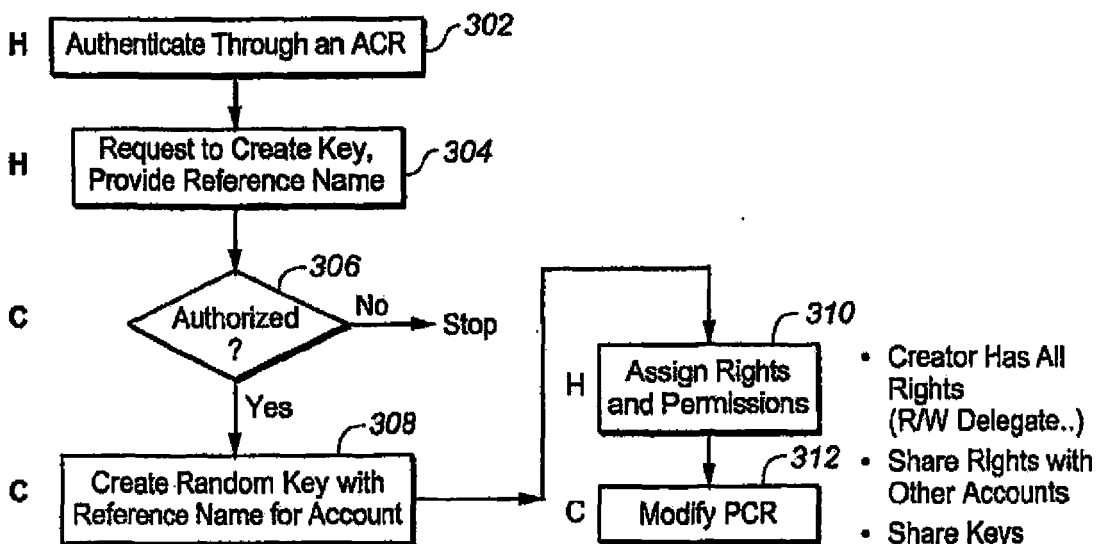 302
H
Authenticate Through an ACR
H
Request to Create Key,
Provide Reference Name
304
306
C
Authorized
?
No
Stop
Yes
308
C
Create Random Key with
Reference Name for Account
310
H
Assign Rights
and Permissions
312
C
Modify PCR
• Creator Has All
Rights
(R/W Delegate..)
• Share Rights with
Other Accounts
• Share Keys